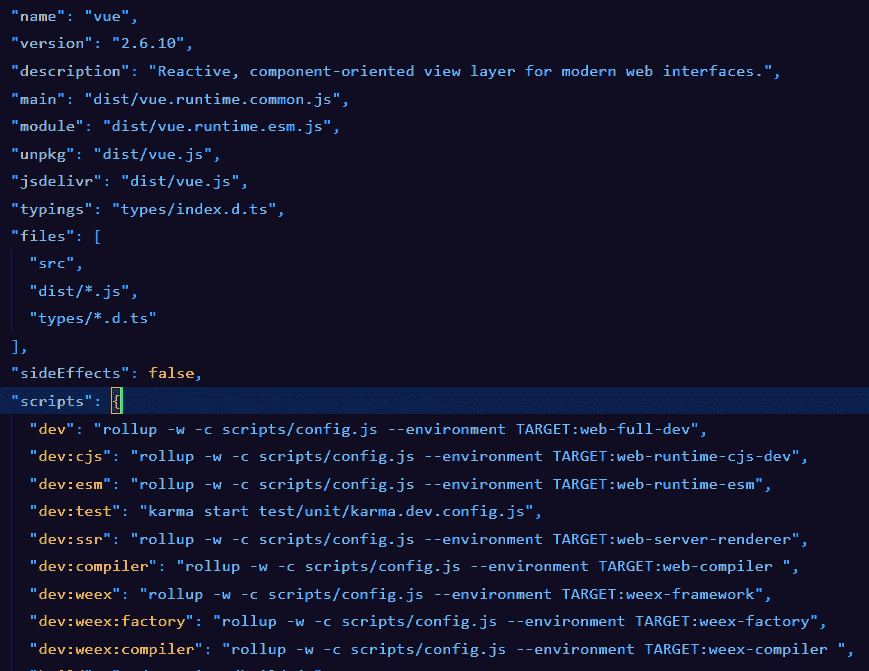 "name": "vue",
"version": "2.6.10",
"description": "Reactive, component-oriented view layer for modern web interfaces.",
"main": "dist/vue.runtime.common.js",
"module": "dist/vue.runtime.esm.js",
"unpkg": "dist/vue.js",
"jsdelivr": "dist/vue.js",
"typings": "types/index.d.ts",
"files": [
  "src",
  "dist/*.js",
  "types/*.d.ts"
],
"sideEffects": false,
"scripts": {
  "dev": "rollup -w -c scripts/config.js --environment TARGET:web-full-dev",
  "dev:cjs": "rollup -w -c scripts/config.js --environment TARGET:web-runtime-cjs-dev",
  "dev:esm": "rollup -w -c scripts/config.js --environment TARGET:web-runtime-esm",
  "dev:test": "karma start test/unit/karma.dev.config.js",
  "dev:ssr": "rollup -w -c scripts/config.js --environment TARGET:web-server-renderer",
  "dev:compiler": "rollup -w -c scripts/config.js --environment TARGET:web-compiler ",
  "dev:weex": "rollup -w -c scripts/config.js --environment TARGET:weex-framework",
  "dev:weex:factory": "rollup -w -c scripts/config.js --environment TARGET:weex-factory",
  "dev:weex:compiler": "rollup -w -c scripts/config.js --environment TARGET:weex-compiler ",